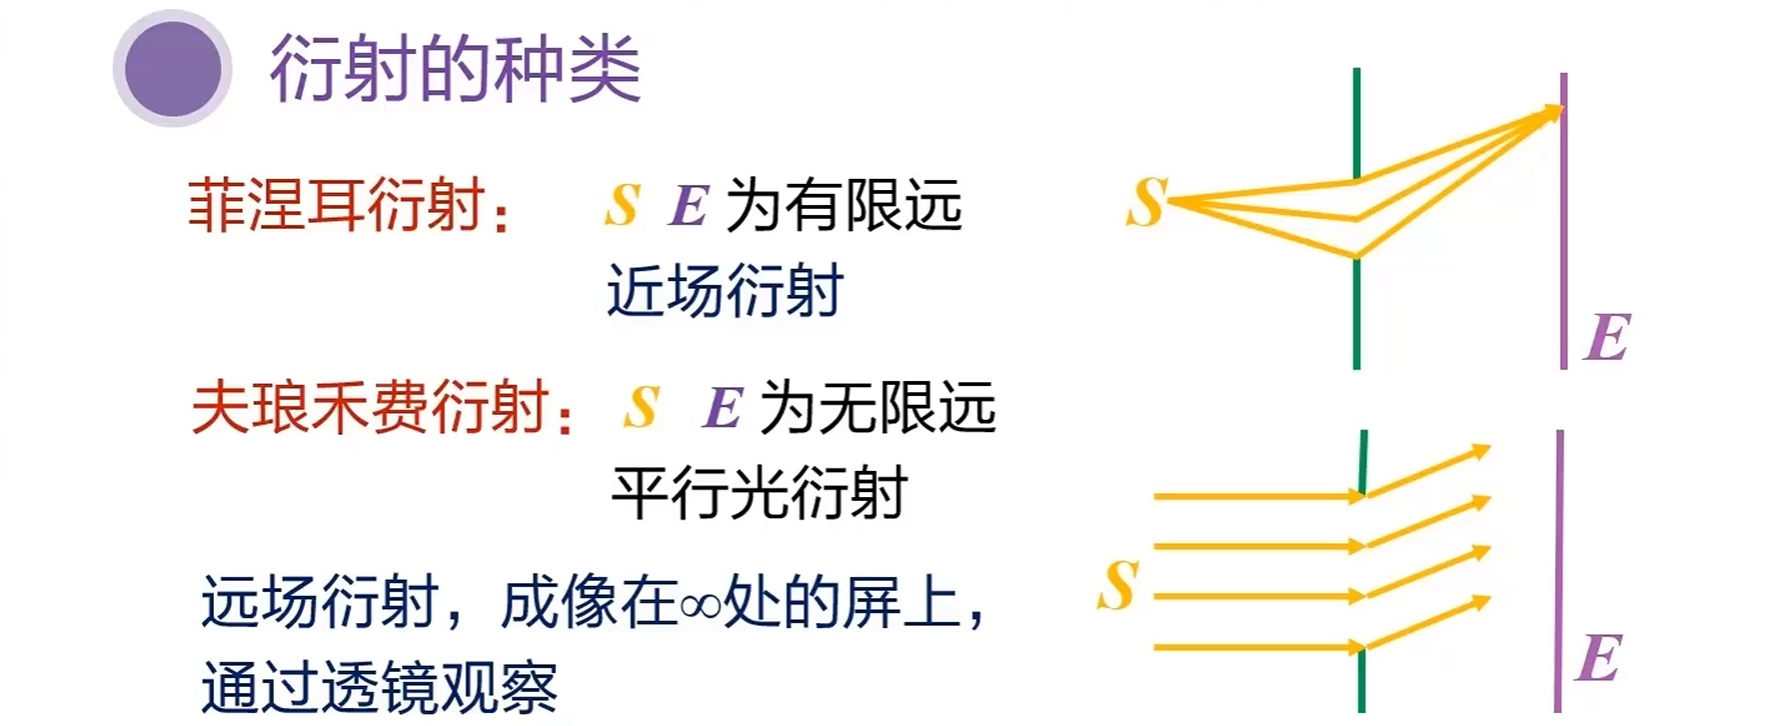 衍射的种类
菲涅耳衍射： S E 为有限远
近场衍射
S
E
夫琅禾费衍射： S E 为无限远
平行光衍射
远场衍射，成像在∞处的屏上，
通过透镜观察
S
E